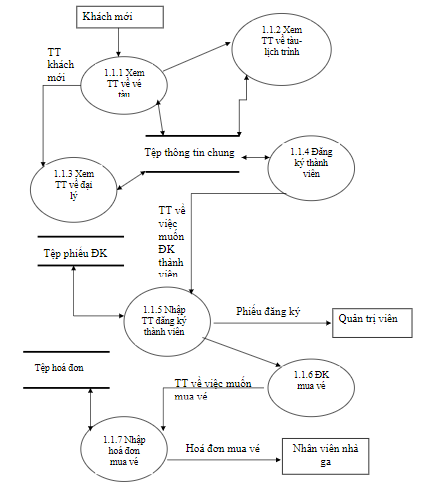 Khách mới
1.1.2 Xem
TT về tàu-
lịch trình
TT
khách
mới
1.1.1 Xem
TT về vé
tàu
Tệp thông tin chung
1.1.4 Đăng
ký thành
viên
1.1.3 Xem
TT về đại
lý
TT về
việc
muốn
ĐK
thành
viên
Tệp phiếu ĐK
1.1.5 Nhập
TT đăng ký
thành viên
Phiếu đăng ký
Quản trị viên
Tệp hoá đơn
1.1.6 ĐK
mua vé
TT về việc muốn
mua vé
1.1.7 Nhập
hoá đơn
mua vé
Hoá đơn mua vé
Nhân viên nhà
ga